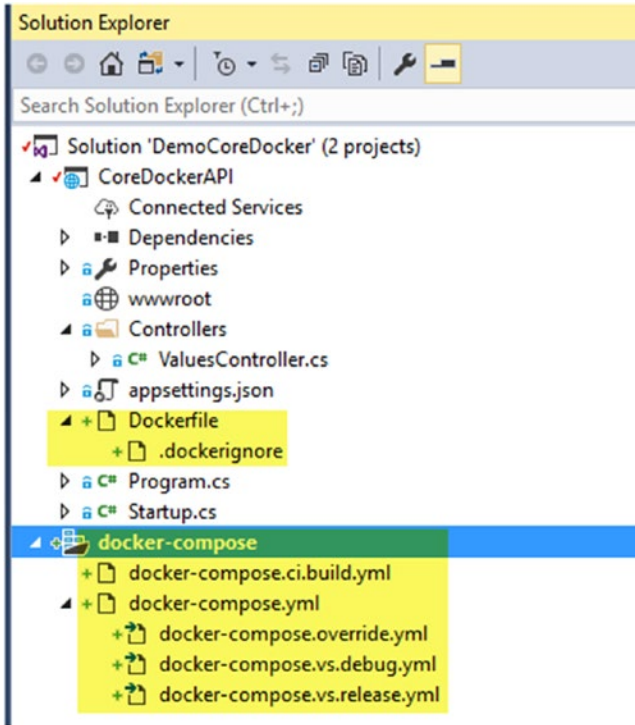 Solution Explorer
Search Solution Explorer (Ctrl+;)
Solution 'DemoCoreDocker' (2 projects)
CoreDockerAPI
Connected Services
Dependencies
Properties
wwwroot
Controllers
C# ValuesController.cs
appsettings.json
Dockerfile
.dockerignore
C# Program.cs
C# Startup.cs
docker-compose
docker-compose.ci.build.yml
docker-compose.yml
docker-compose.override.yml
docker-compose.vs.debug.yml
docker-compose.vs.release.yml